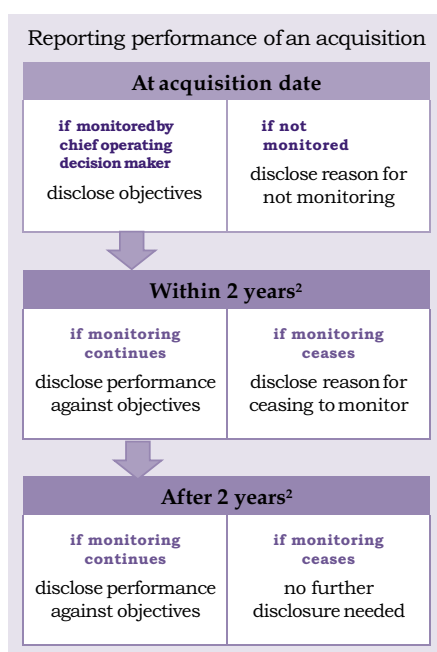 Reporting performance of an acquisition
At acquisition date
if monitored by
chief operating
decision maker
disclose objectives
if not
monitored
disclose reason for
not monitoring
Within 2 years²
if monitoring
continues
disclose performance
against objectives
if monitoring
ceases
disclose reason for
ceasing to monitor
After 2 years²
if monitoring
continues
disclose performance
against objectives
if monitoring
ceases
no further
disclosure needed